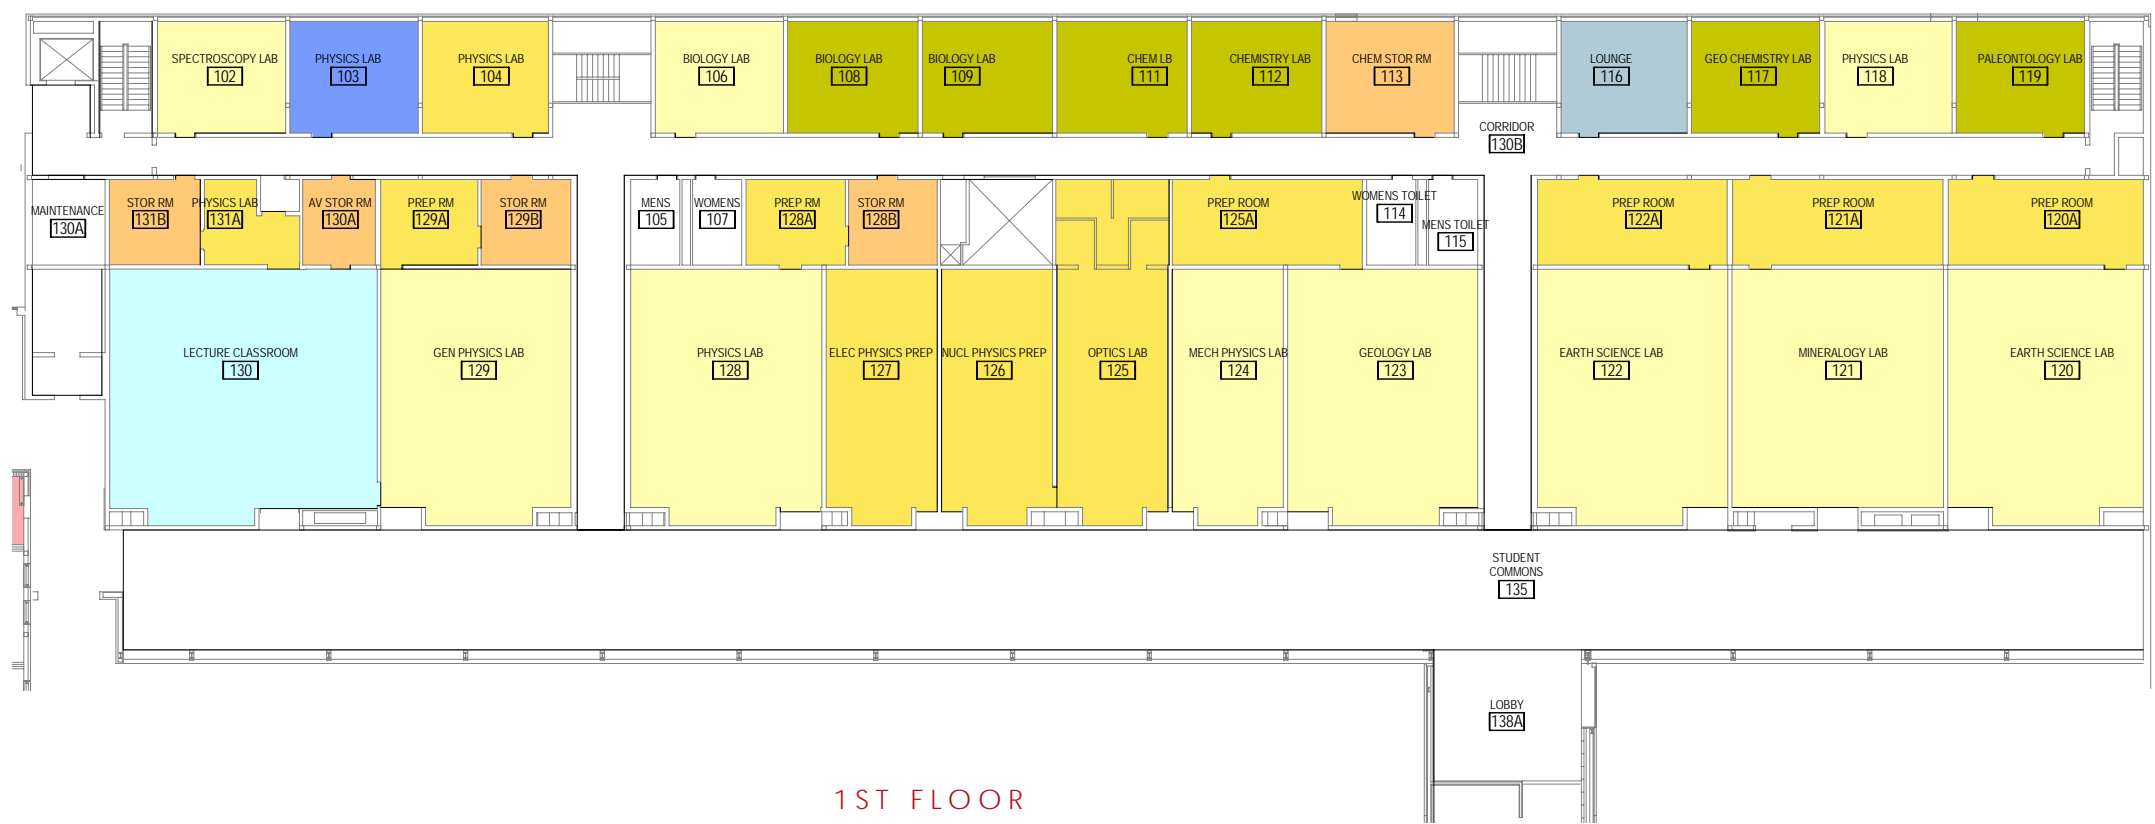 SPECTROSCOPY LAB
102
PHYSICS LAB
103
PHYSICS LAB
104
BIOLOGY LAB
106
BIOLOGY LAB
108
BIOLOGY LAB
109
CHEM LB
111
CHEMISTRY LAB
112
CHEM STOR RM
113
LOUNGE
116
GEO CHEMISTRY LAB
117
PHYSICS LAB
118
PALEONTOLOGY LAB
119
CORRIDOR
130B
MAINTENANCE
130A
STOR RM
131B
PHYSICS LAB
131A
AV STOR RM
130A
PREP RM
129A
STOR RM
129B
MENS
105
WOMENS
107
PREP RM
128A
STOR RM
128B
PREP ROOM
125A
WOMENS TOILET
114
MENS TOILET
115
PREP ROOM
122A
PREP ROOM
121A
PREP ROOM
120A
LECTURE CLASSROOM
130
GEN PHYSICS LAB
129
PHYSICS LAB
128
ELEC PHYSICS PREP
127
NUCL PHYSICS PREP
126
OPTICS LAB
125
MECH PHYSICS LAB
124
GEOLOGY LAB
123
EARTH SCIENCE LAB
122
MINERALOGY LAB
121
EARTH SCIENCE LAB
120
STUDENT
COMMONS
135
LOBBY
138A
1ST FLOOR